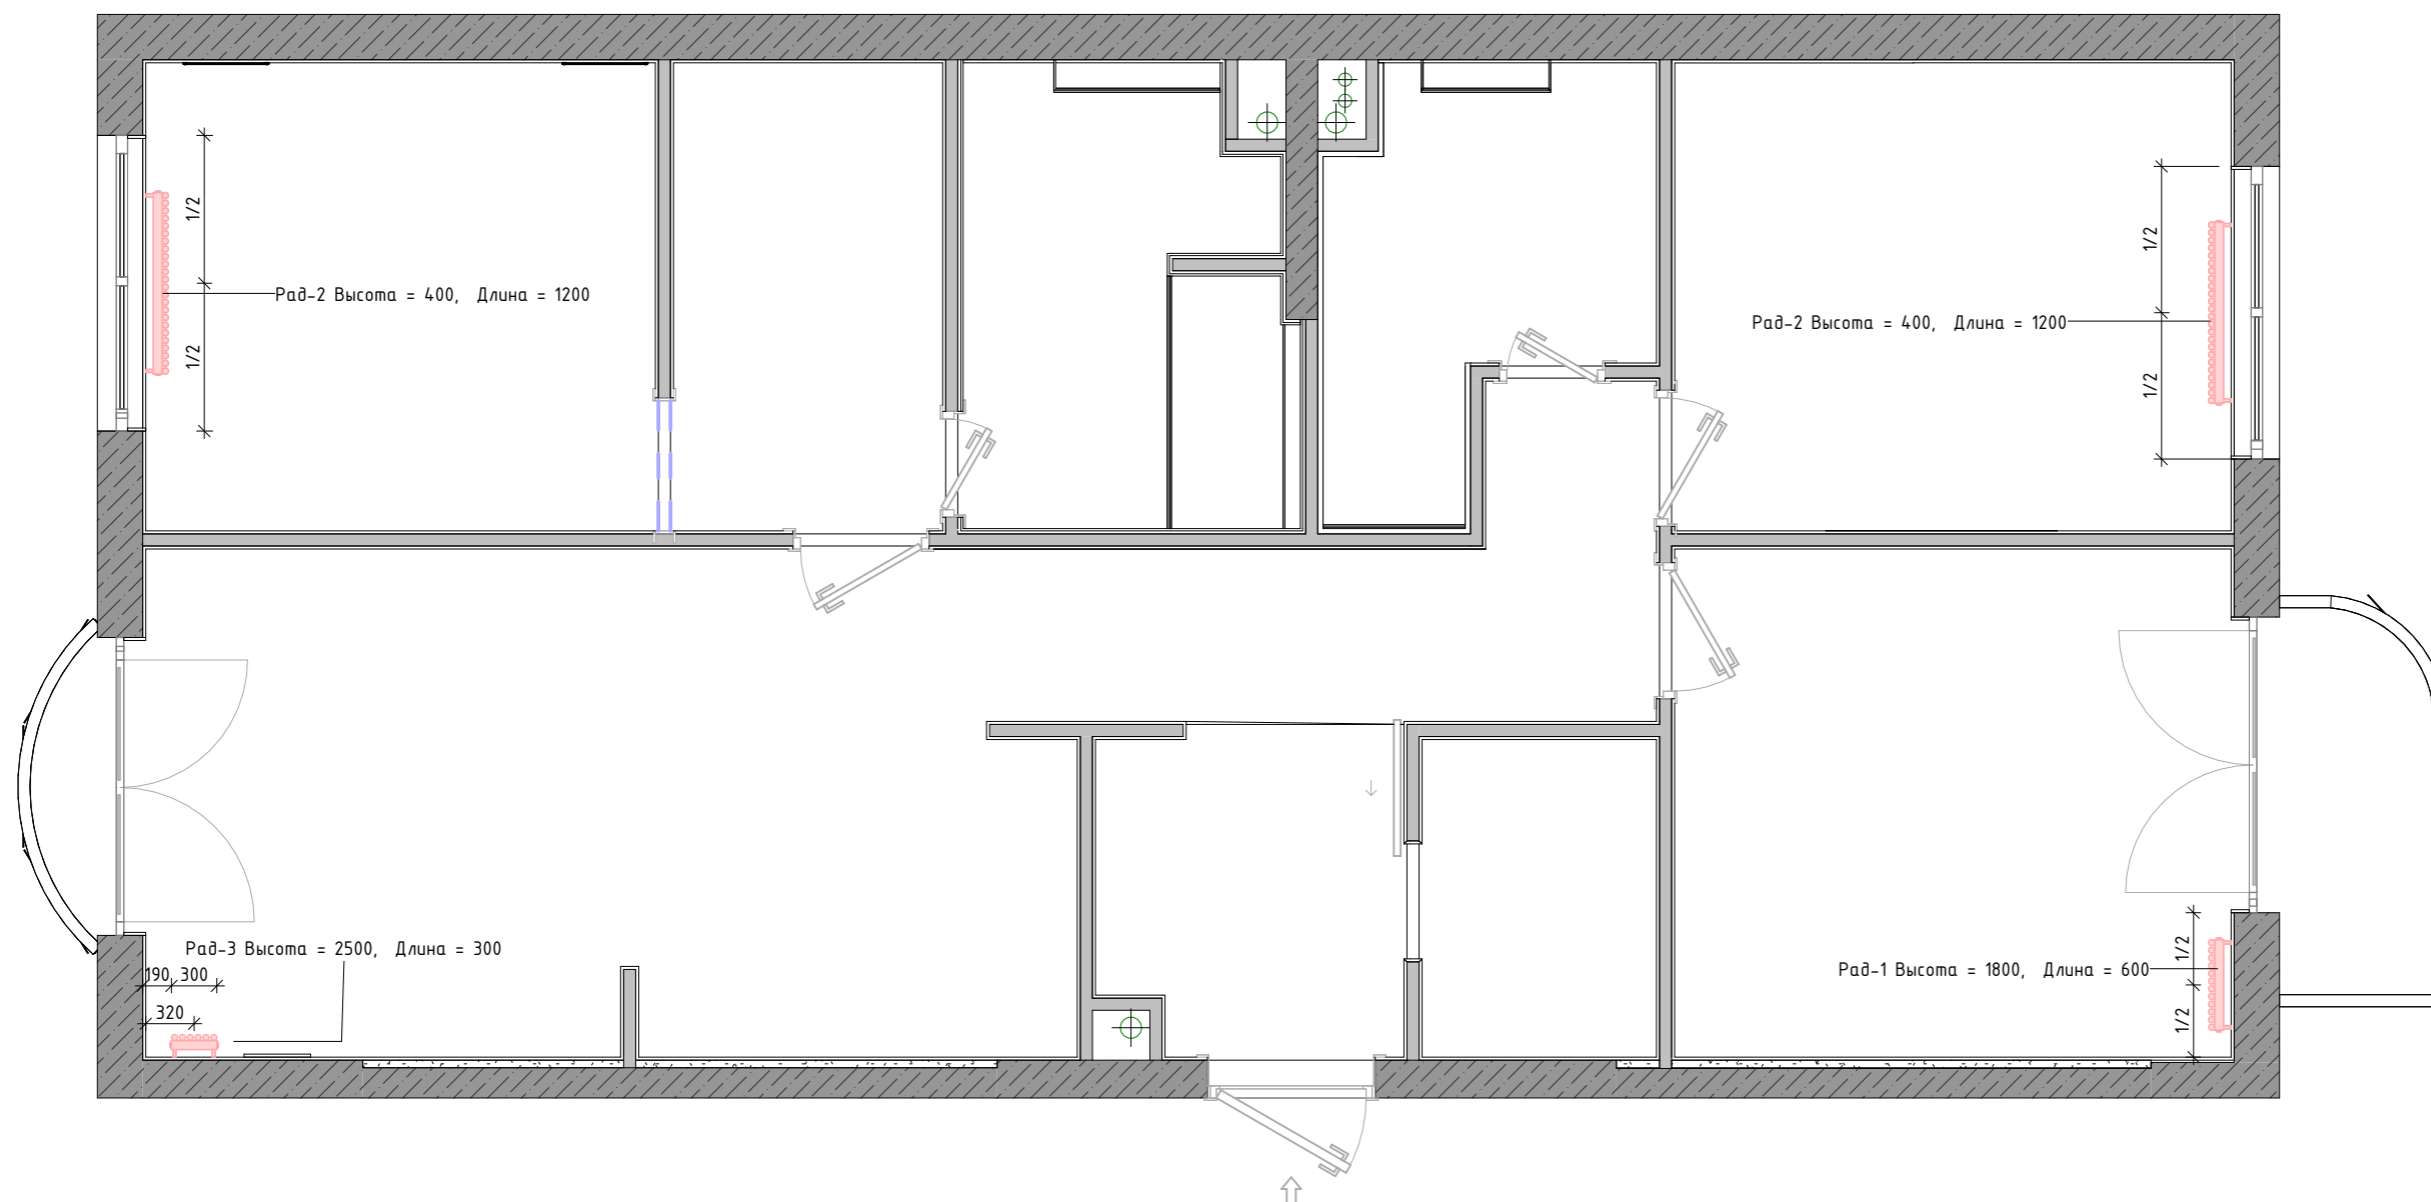 1/2
1/2
Рад-2 Высота = 400, Длина = 1200
Рад-2 Высота = 400, Длина = 1200
1/2
1/2
Рад-3 Высота = 2500, Длина = 300
190 300
320
Рад-1 Высота = 1800, Длина = 600
1/2
1/2